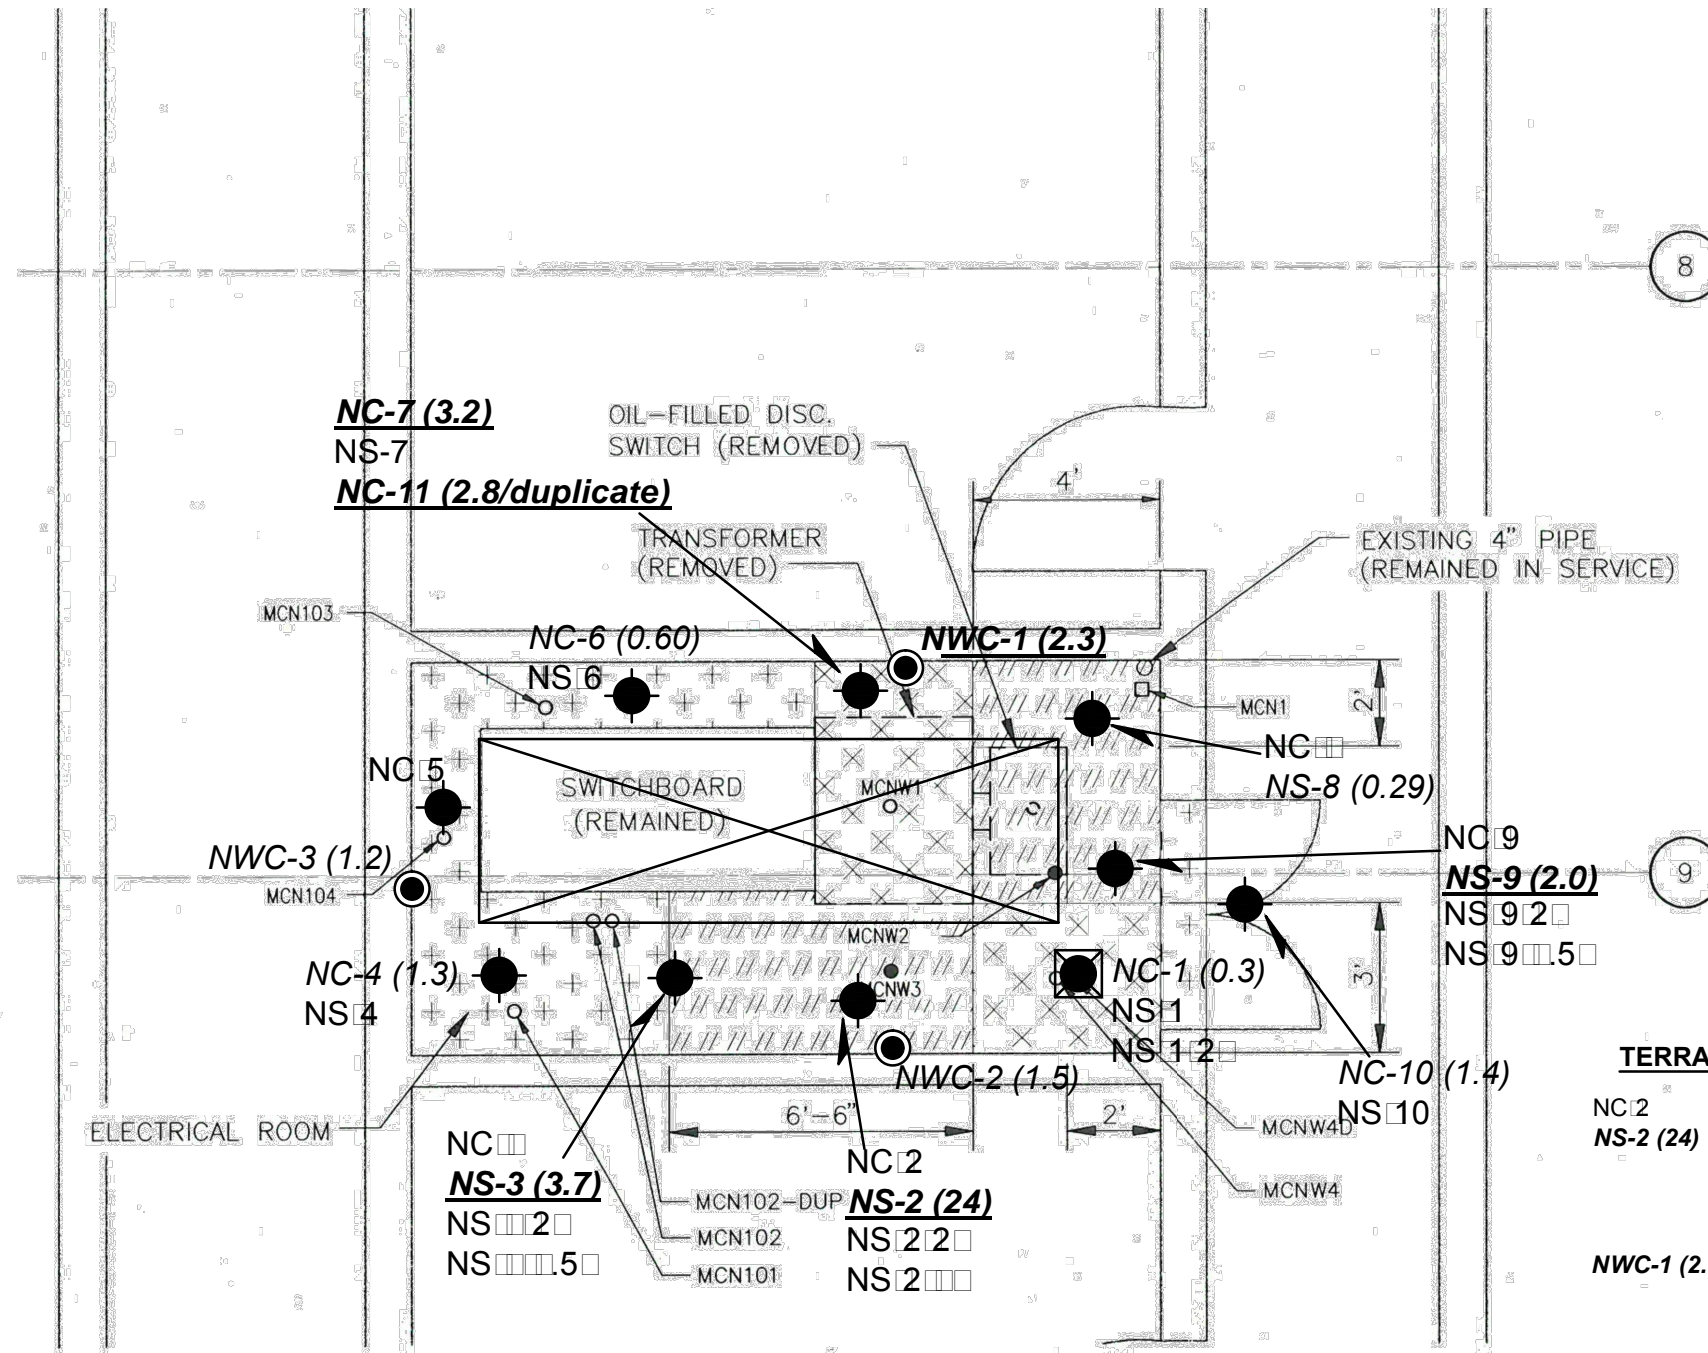 8
NC-7 (3.2)
NS-7
NC-11 (2.8/duplicate)
OIL-FILLED DISC.
SWITCH (REMOVED)
4'
TRANSFORMER
(REMOVED)
EXISTING 4" PIPE
(REMAINED IN SERVICE)
MCN103
NC-6 (0.60)
NS□6
NWC-1 (2.3)
MCN1
2'
NC□□
NS-8 (0.29)
NC□5
SWITCHBOARD
(REMAINED)
MCNW1
NWC-3 (1.2)
MCN104
NC□9
NS-9 (2.0)
NS□9□2□
NS□9□□.5□
9
MCNW2
NC-4 (1.3)
NS□4
MCNW3
NC-1 (0.3)
NS□1
NS□1□2□
3'
NWC-2 (1.5)
NC-10 (1.4)
NS□10
TERRA
NC□2
NS-2 (24)
NWC-1 (2.
ELECTRICAL ROOM
6'-6"
2'
MCNW4D
MCNW4
NC□□
NS-3 (3.7)
NS□□□2□
NS□□□□.5□
MCN102-DUP
MCN102
MCN101
NC□2
NS-2 (24)
NS□2□2□
NS□2□□□